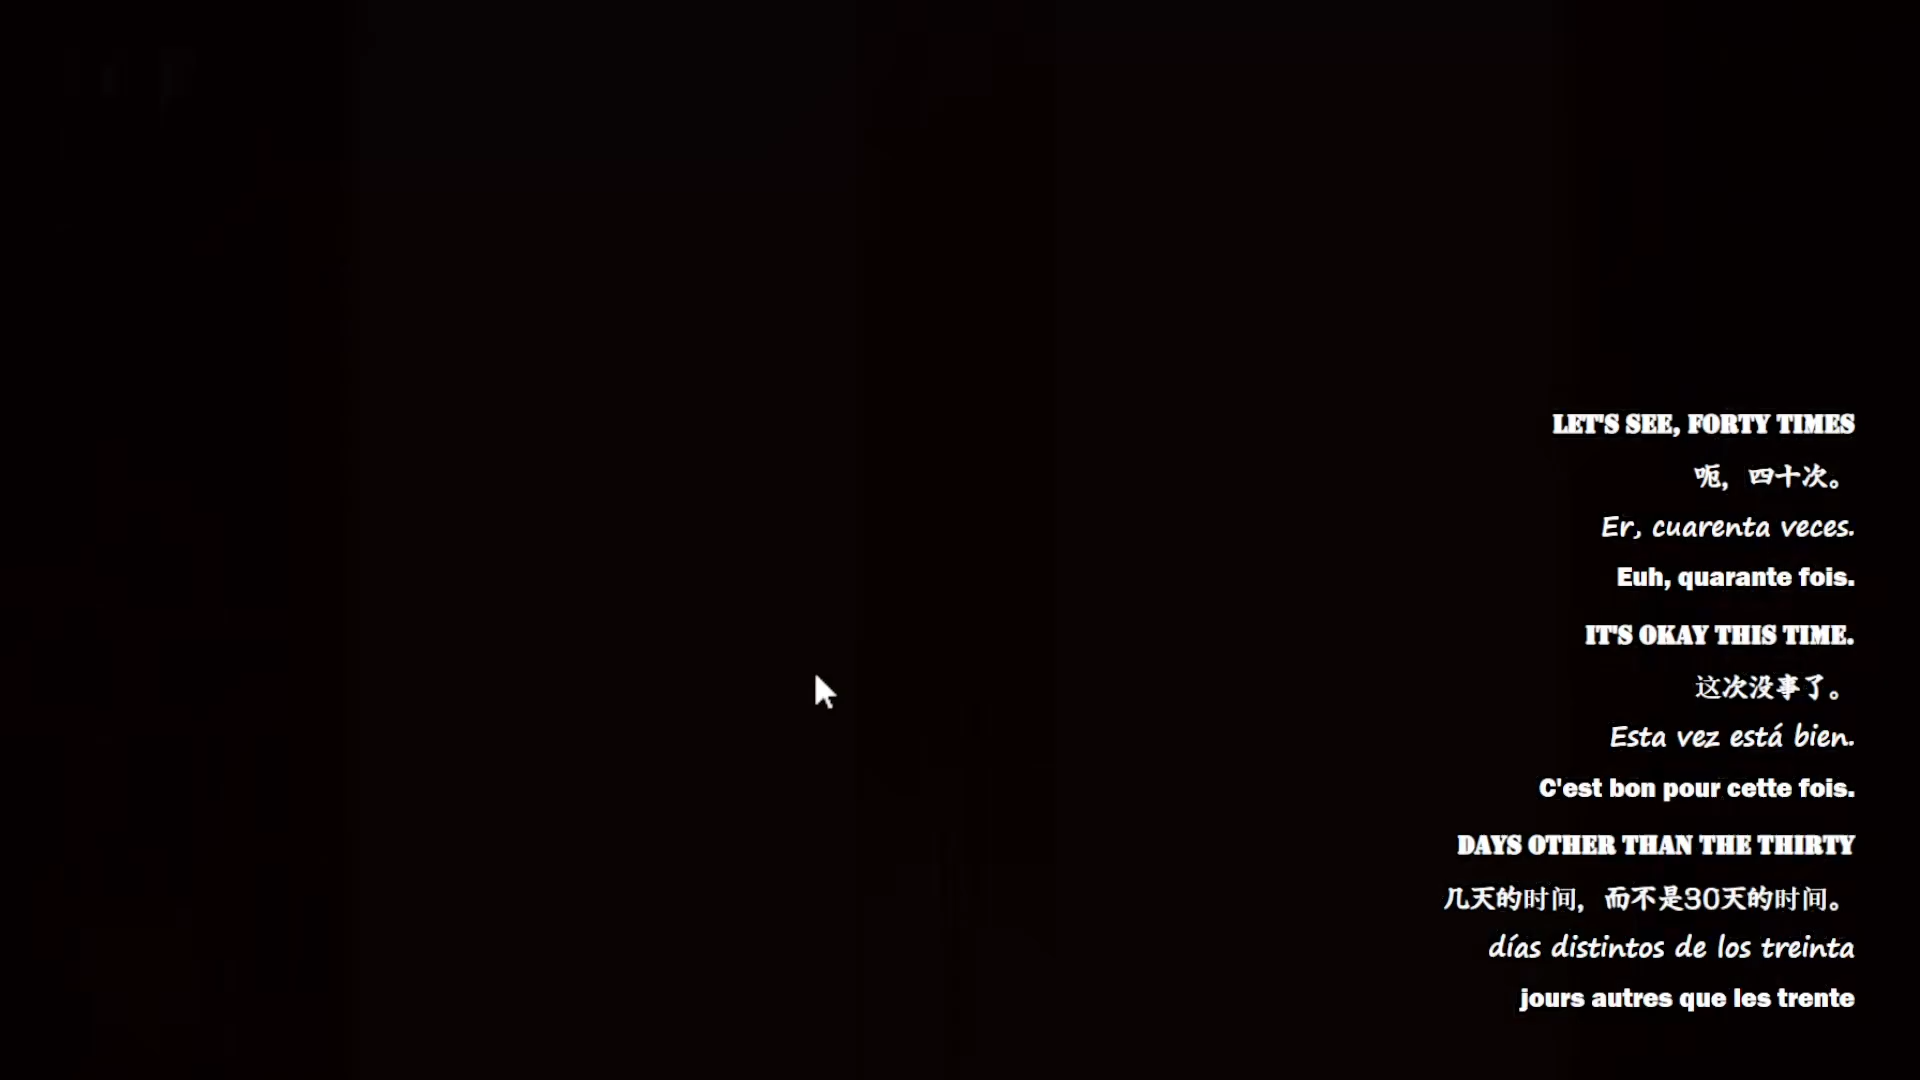 LET'S SEE, FORTY TIMES
呃，四十次。
Er, cuarenta veces.
Euh, quarante fois.
IT'S OKAY THIS TIME.
这次没事了。
Esta vez está bien.
C'est bon pour cette fois.
DAYS OTHER THAN THE THIRTY
几天的时间，而不是30天的时间。
días distintos de los treinta
jours autres que les trente